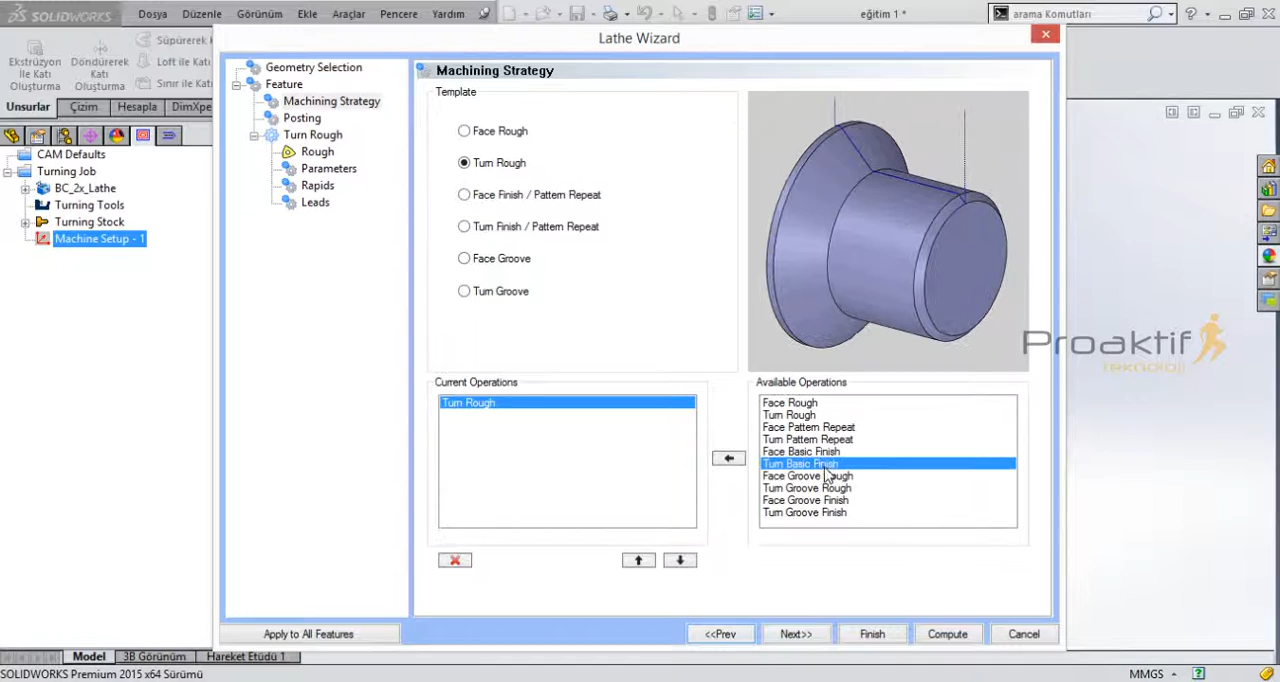 SOLIDWORKS Dosya Düzenle Görünüm Ekle Araçlar Pencere Yardım eğitim 1 * arama Komutları
Lathe Wizard
Ekstrüzyon
ile Katı
Oluşturma
Döndürerek
Katı
Oluşturma
Süpürerek
Loft ile Katı
Sınır ile Katı
Unsurlar Çizim Hesapla DimXpe
CAM Defaults
Turning Job
BC_2x_Lathe
Turning Tools
Turning Stock
Machine Setup - 1
Geometry Selection
Feature
Machining Strategy
Posting
Turn Rough
Rough
Parameters
Rapids
Leads
Machining Strategy
Template
Face Rough
Turn Rough
Face Finish / Pattern Repeat
Turn Finish / Pattern Repeat
Face Groove
Turn Groove
Proaktif
TEKNOLOJİ
Current Operations
Turn Rough
Available Operations
Face Rough
Turn Rough
Face Pattern Repeat
Turn Pattern Repeat
Face Basic Finish
Turn Basic Finish
Face Groove Rough
Turn Groove Rough
Face Groove Finish
Turn Groove Finish
Apply to All Features <<Prev Next>> Finish Compute Cancel
Model 3B Görünüm Hareket Etüdü 1
SOLIDWORKS Premium 2015 x64 Sürümü MMGS